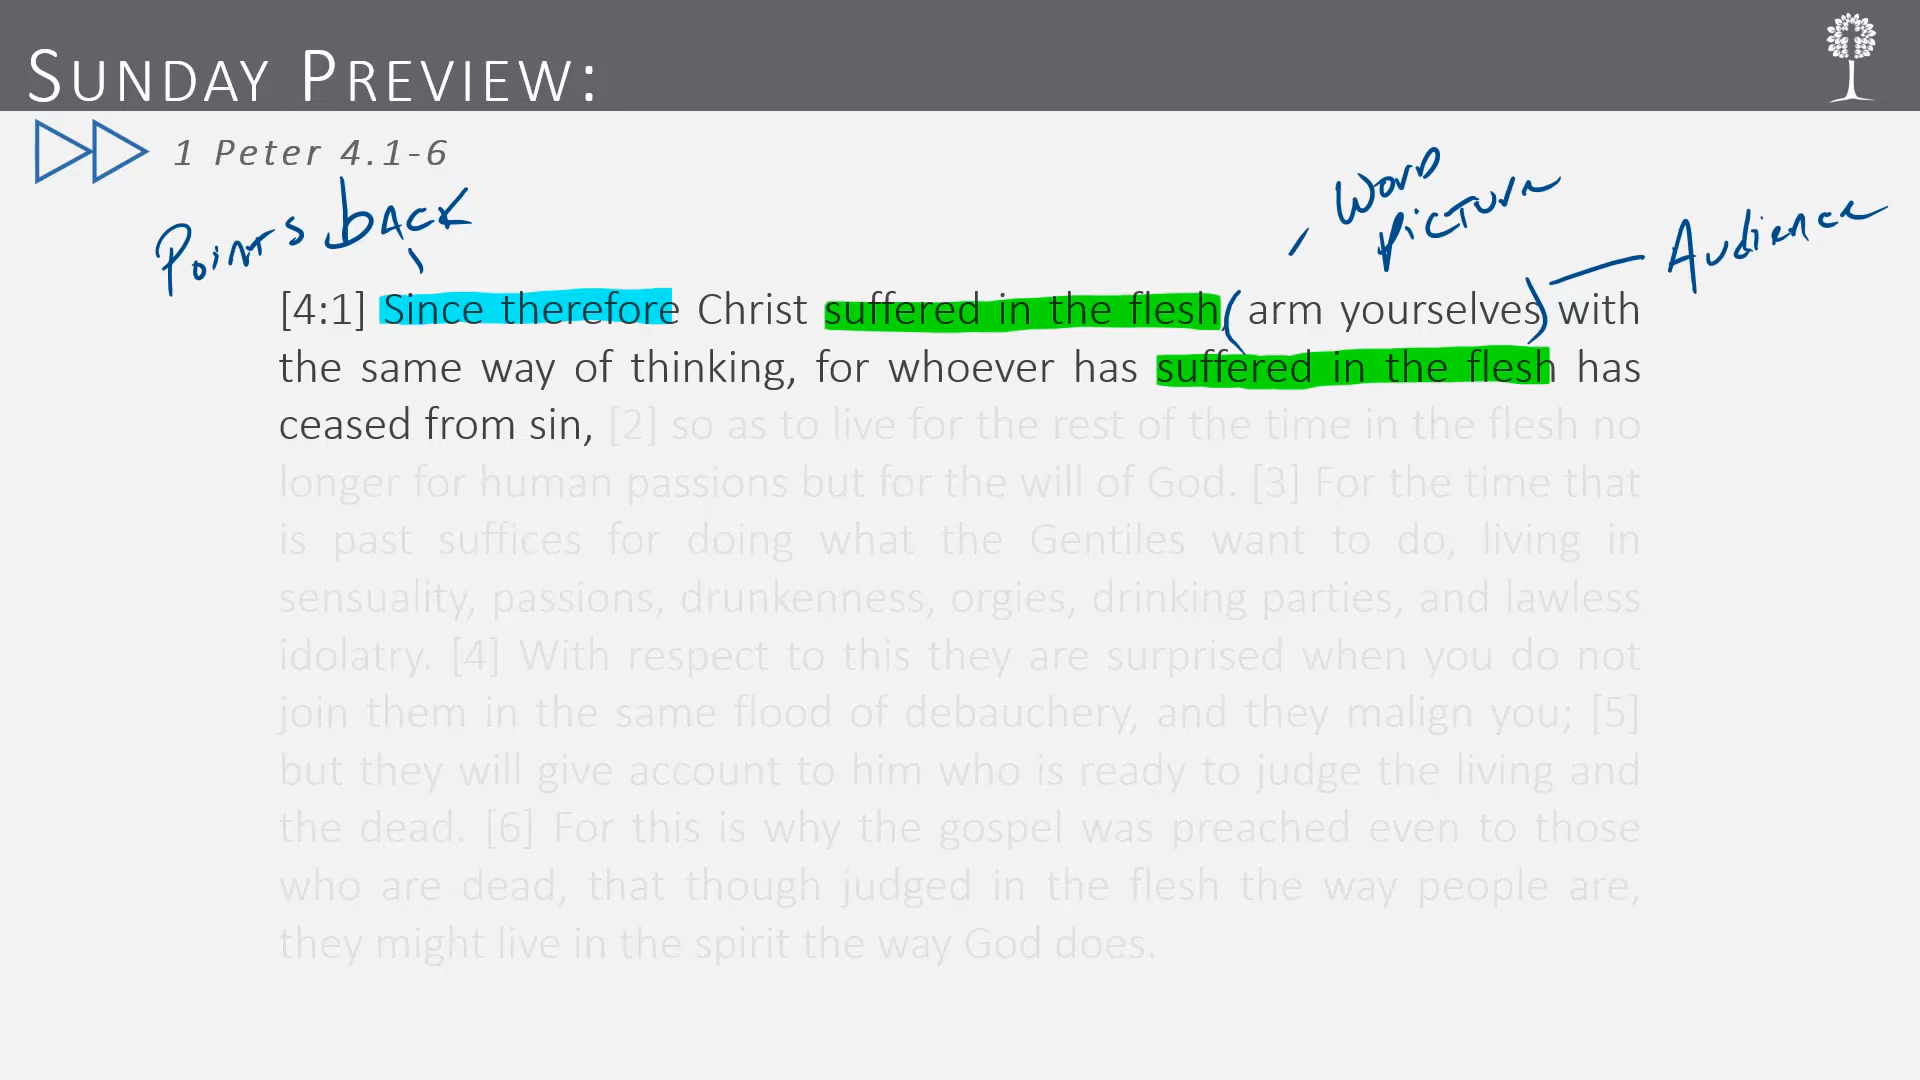 SUNDAY PREVIEW:
1 Peter 4.1-6
Points back
Word
picture
Audience
[4:1] Since therefore Christ suffered in the flesh, arm yourselves with
the same way of thinking, for whoever has suffered in the flesh has
ceased from sin, [2] so as to live for the rest of the time in the flesh no
longer for human passions but for the will of God. [3] For the time that
is past suffices for doing what the Gentiles want to do, living in
sensuality, passions, drunkenness, orgies, drinking parties, and lawless
idolatry. [4] With respect to this they are surprised when you do not
join them in the same flood of debauchery, and they malign you; [5]
but they will give account to him who is ready to judge the living and
the dead. [6] For this is why the gospel was preached even to those
who are dead, that though judged in the flesh the way people are,
they might live in the spirit the way God does.